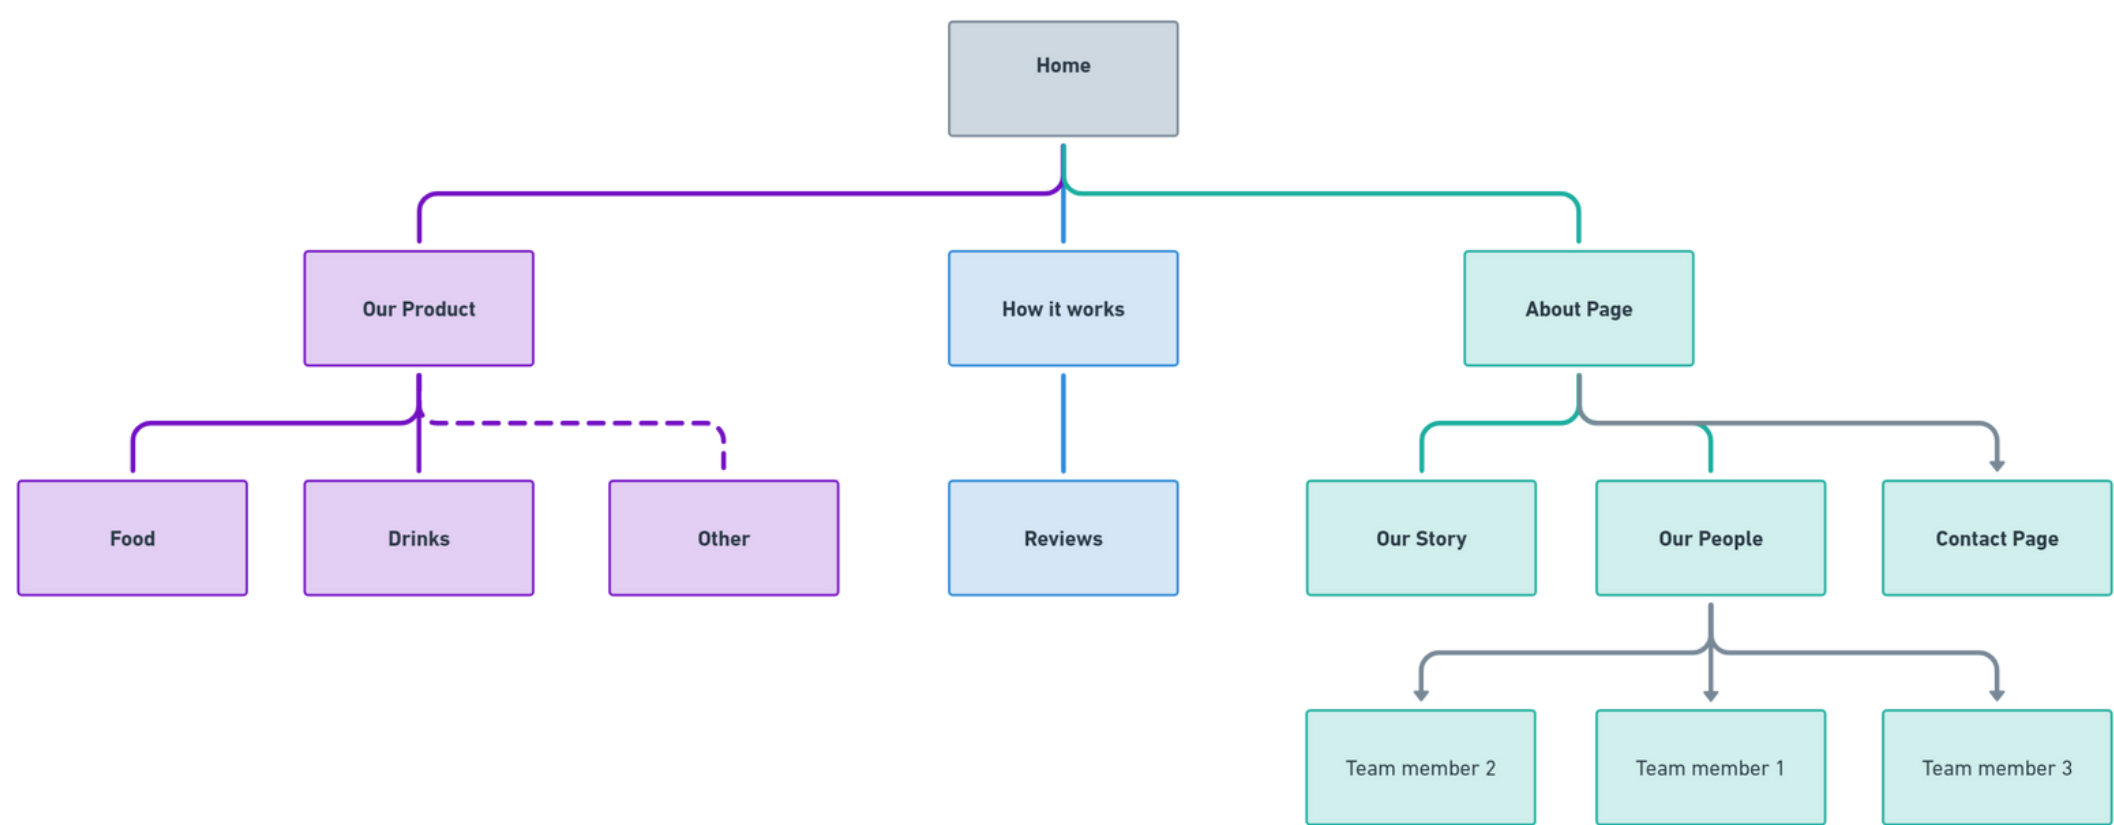 Home
Our Product
How it works
About Page
Food
Drinks
Other
Reviews
Our Story
Our People
Contact Page
Team member 2
Team member 1
Team member 3